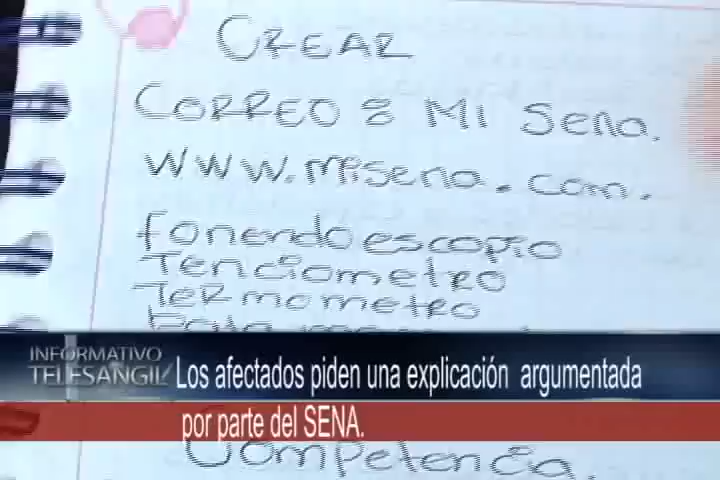 CREAR
CORREO : Mi Sena.
www.misena.com.
fonendoescopio
Tenciometro
Termometro
INFORMATIVO
TELESANGIL
Los afectados piden una explicación argumentada
por parte del SENA.
Competencia.